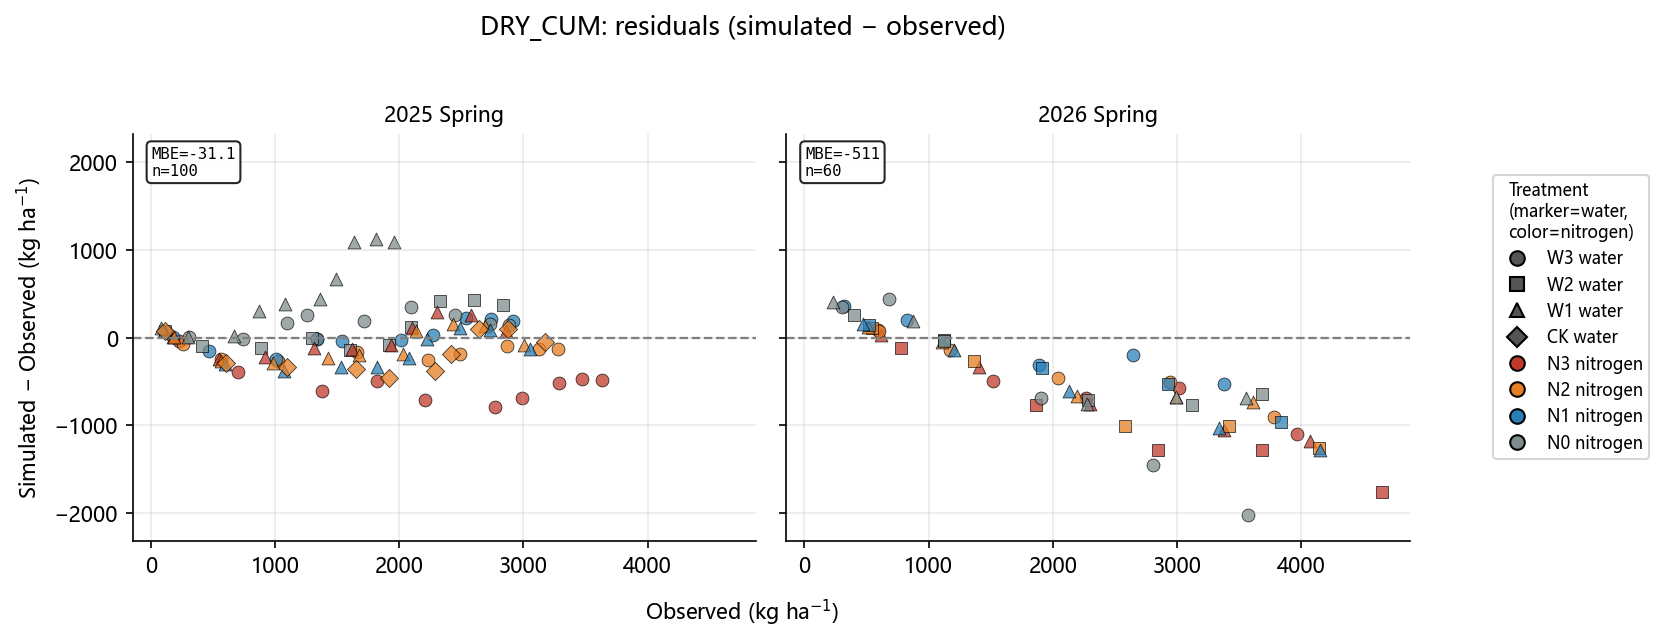 DRY_CUM: residuals (simulated − observed)
2025 Spring
2026 Spring
MBE=-31.1
n=100
MBE=-511
n=60
Simulated − Observed (kg ha⁻¹)
2000
1000
0
−1000
−2000
0 1000 2000 3000 4000
0 1000 2000 3000 4000
Observed (kg ha⁻¹)
Treatment
(marker=water,
color=nitrogen)
W3 water
W2 water
W1 water
CK water
N3 nitrogen
N2 nitrogen
N1 nitrogen
N0 nitrogen